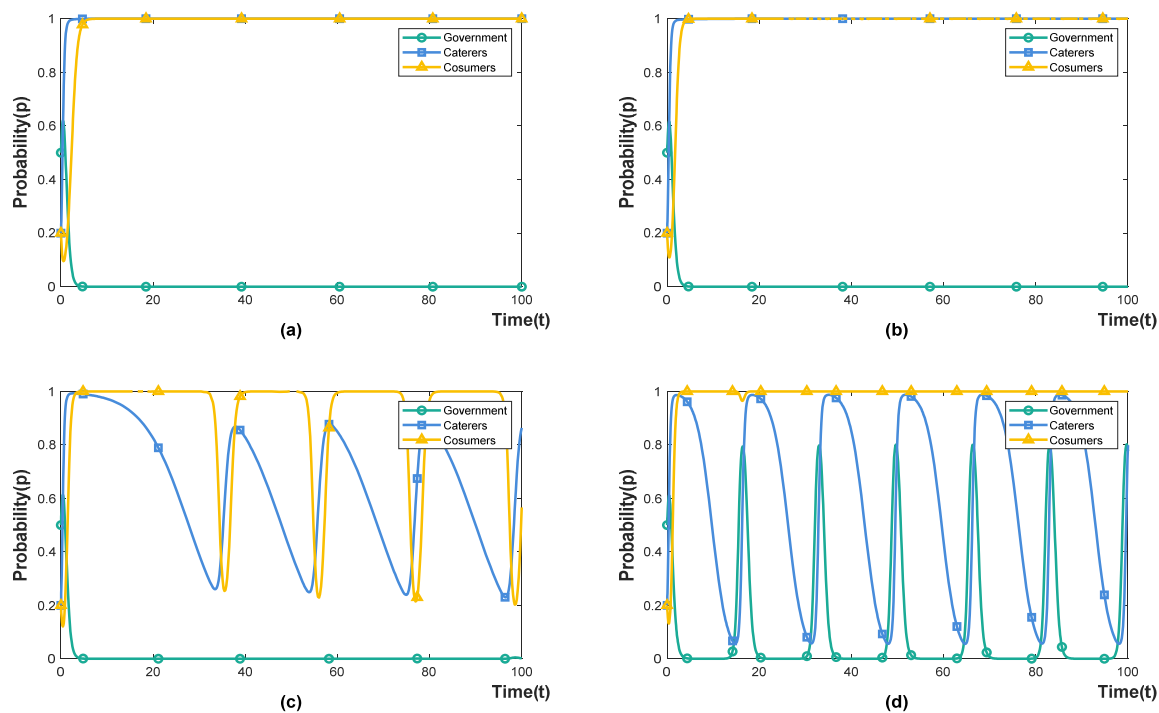 1
0.8
0.6
0.4
0.2
0
Probability(p)
0
20
40
60
80
100
Time(t)
Government
Caterers
Cosumers
(a)
1
0.8
0.6
0.4
0.2
0
Probability(p)
0
20
40
60
80
100
Time(t)
Government
Caterers
Cosumers
(b)
1
0.8
0.6
0.4
0.2
0
Probability(p)
0
20
40
60
80
100
Time(t)
Government
Caterers
Cosumers
(c)
1
0.8
0.6
0.4
0.2
0
Probability(p)
0
20
40
60
80
100
Time(t)
Government
Caterers
Cosumers
(d)